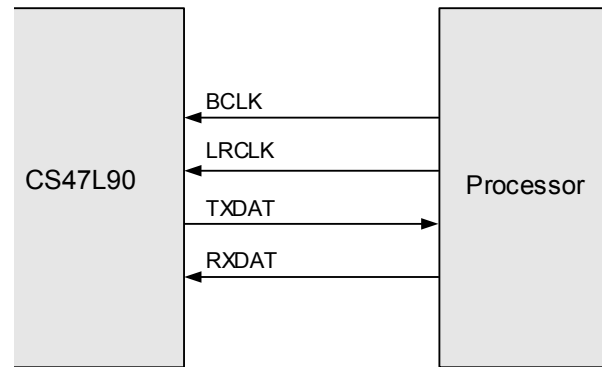 BCLK
LRCLK
CS47L90
Processor
TXDAT
RXDAT